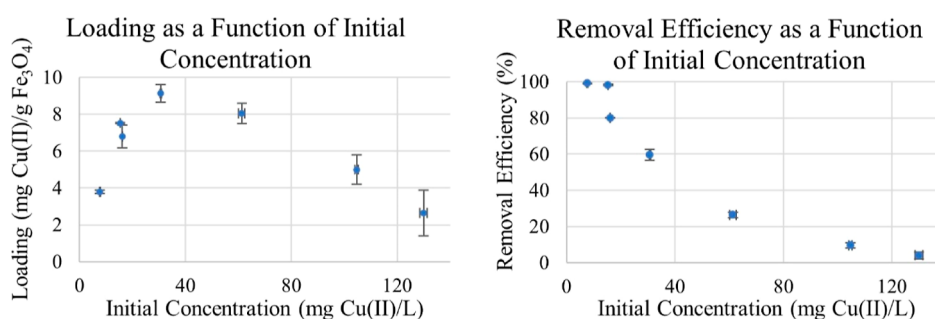 Loading as a Function of Initial
Concentration
Loading (mg Cu(II)/g Fe₃O₄)
10
8
6
4
2
0
0 40 80 120
Initial Concentration (mg Cu(II)/L)
Removal Efficiency as a Function
of Initial Concentration
Removal Efficiency (%)
100
80
60
40
20
0
0 40 80 120
Initial Concentration (mg Cu(II)/L)